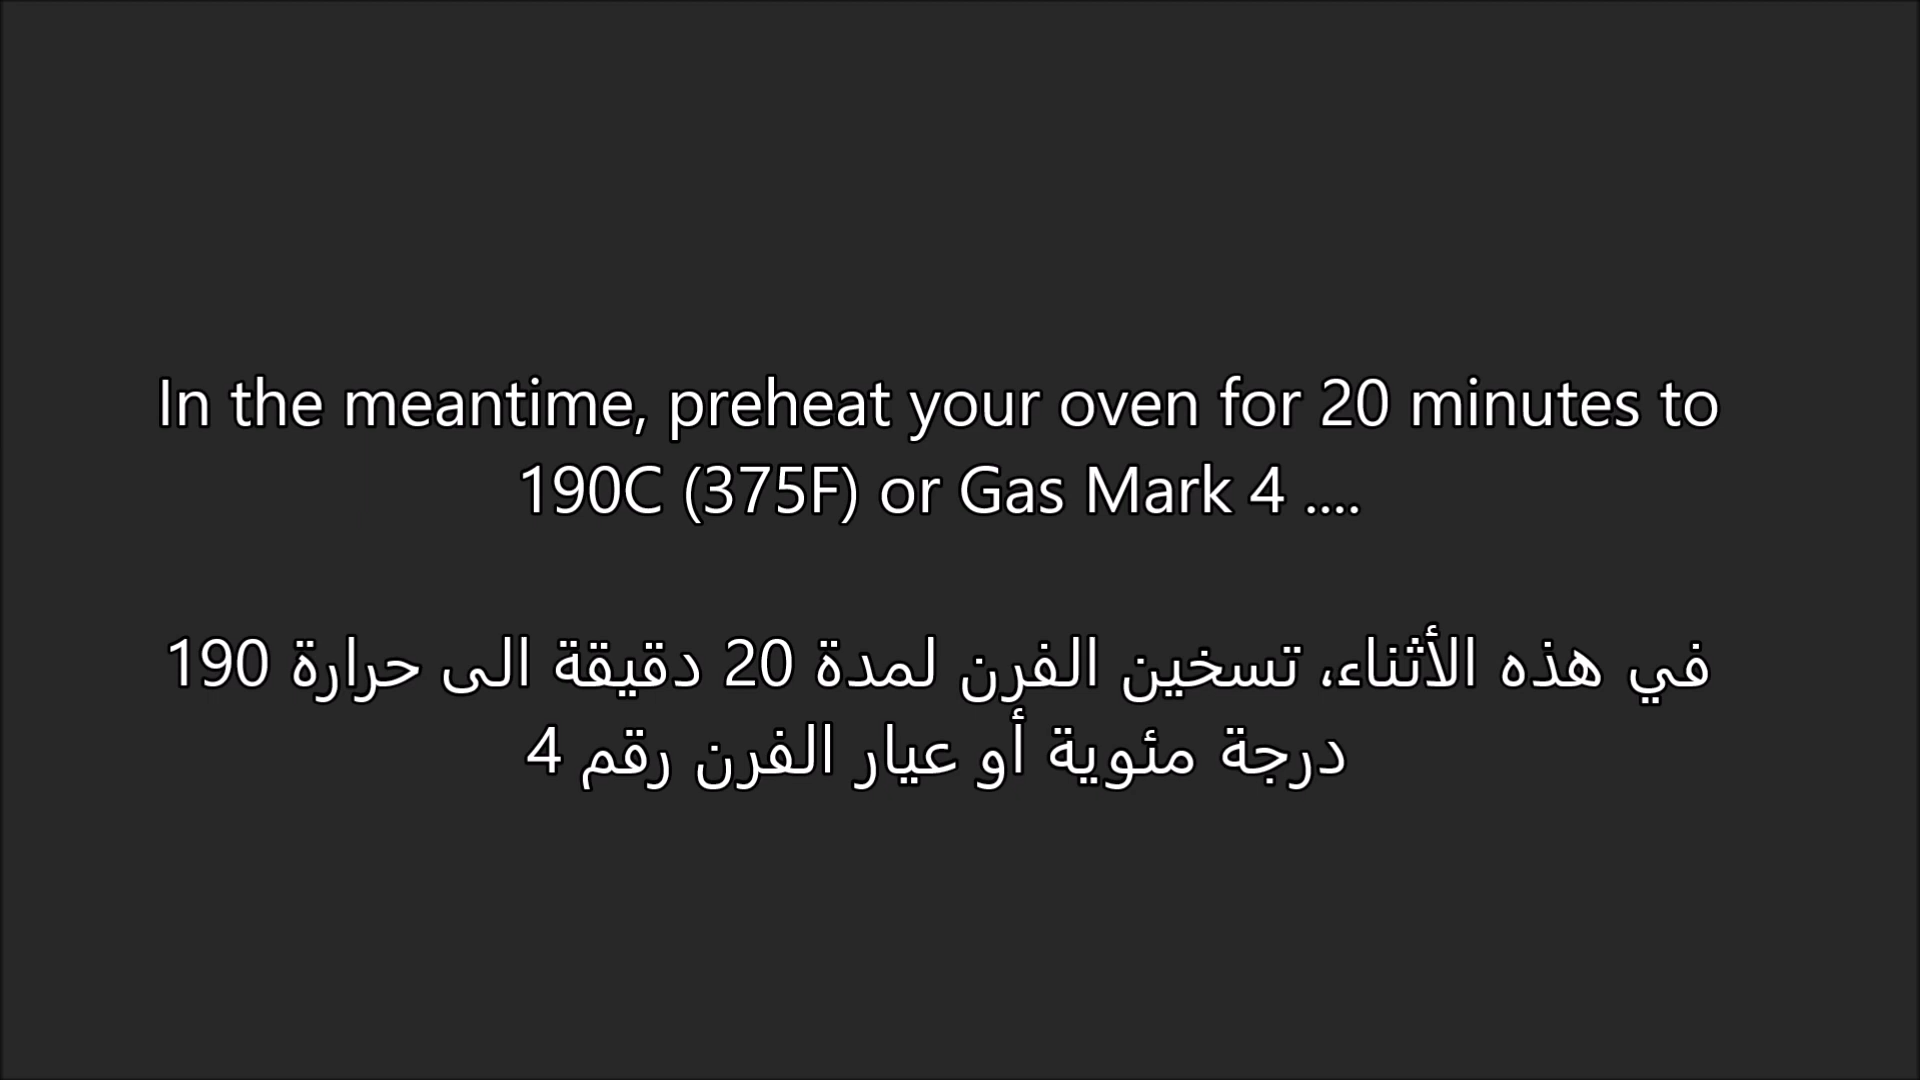 In the meantime, preheat your oven for 20 minutes to
190C (375F) or Gas Mark 4 ....
في هذه الأثناء، تسخين الفرن لمدة 20 دقيقة الى حرارة 190
درجة مئوية أو عيار الفرن رقم 4